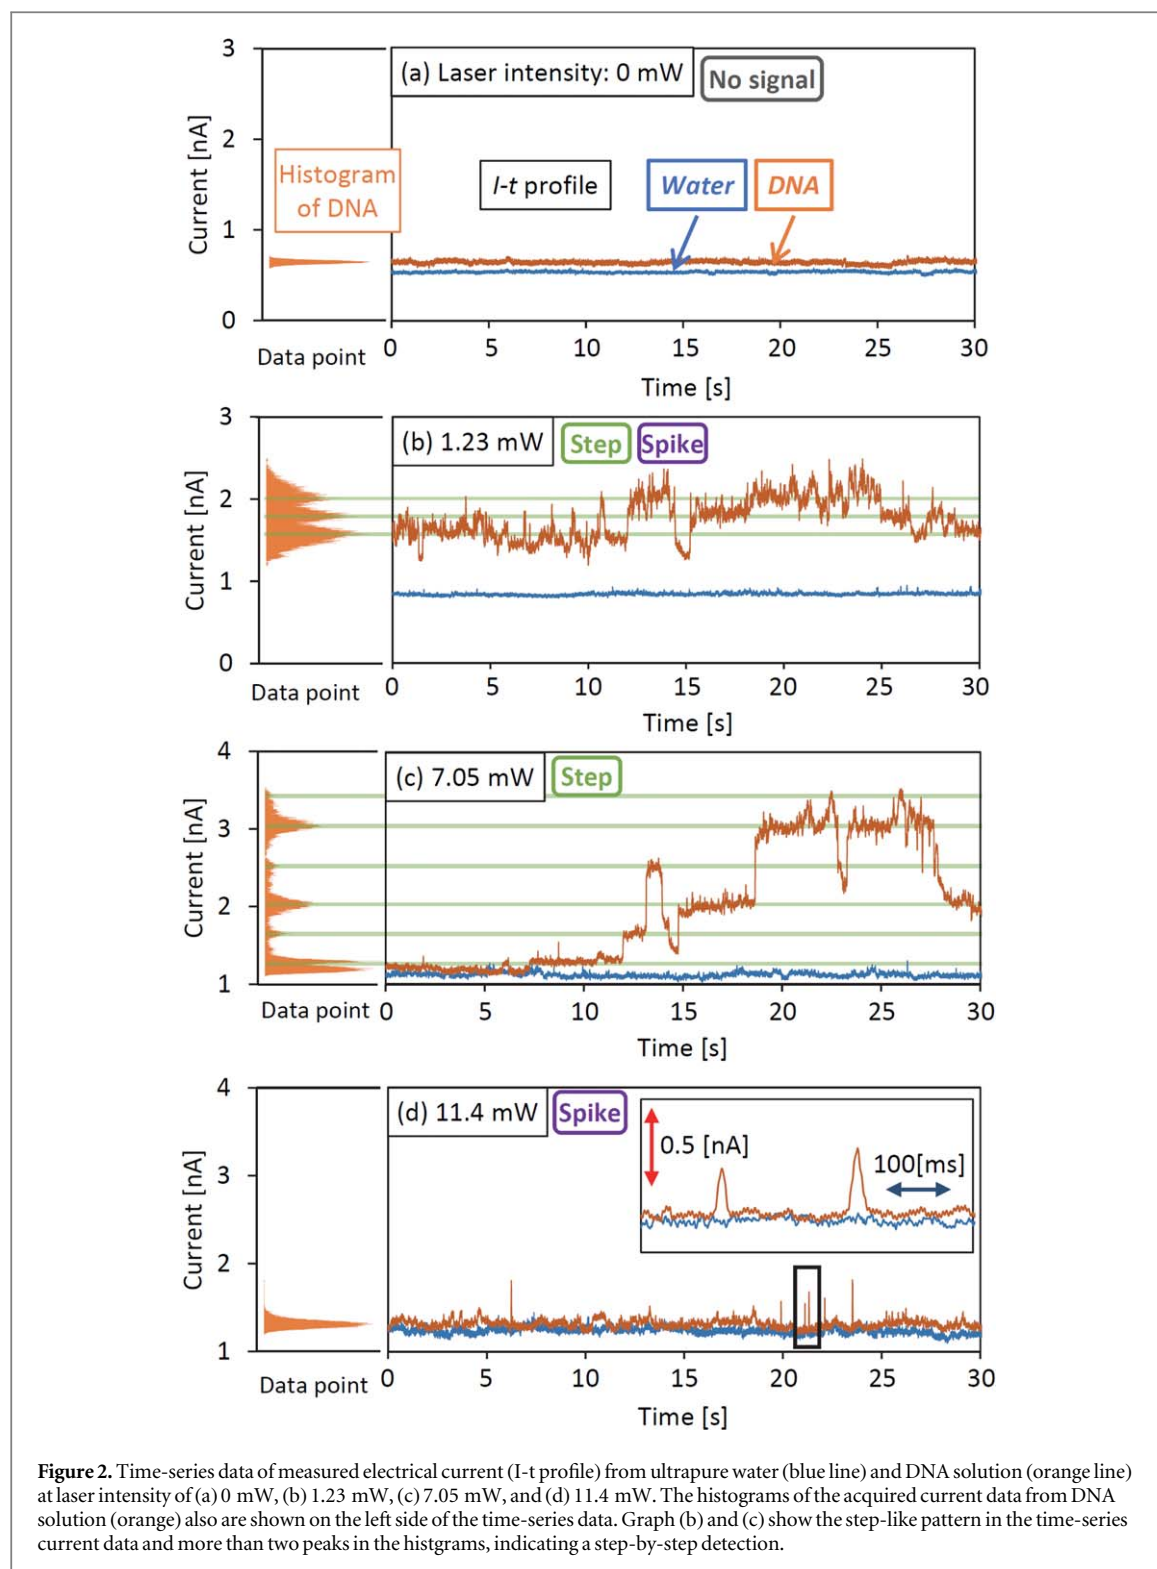 3
(a) Laser intensity: 0 mW
No signal
2
Current [nA]
Histogram
of DNA
I-t profile
Water
DNA
1
0
Data point
0 5 10 15 20 25 30
Time [s]
3
(b) 1.23 mW
Step
Spike
2
Current [nA]
1
0
Data point
0 5 10 15 20 25 30
Time [s]
4
(c) 7.05 mW
Step
3
Current [nA]
2
1
Data point
0 5 10 15 20 25 30
Time [s]
4
(d) 11.4 mW
Spike
0.5 [nA]
100[ms]
3
Current [nA]
2
1
Data point
0 5 10 15 20 25 30
Time [s]
Figure 2. Time-series data of measured electrical current (I-t profile) from ultrapure water (blue line) and DNA solution (orange line)
at laser intensity of (a) 0 mW, (b) 1.23 mW, (c) 7.05 mW, and (d) 11.4 mW. The histograms of the acquired current data from DNA
solution (orange) also are shown on the left side of the time-series data. Graph (b) and (c) show the step-like pattern in the time-series
current data and more than two peaks in the histgrams, indicating a step-by-step detection.